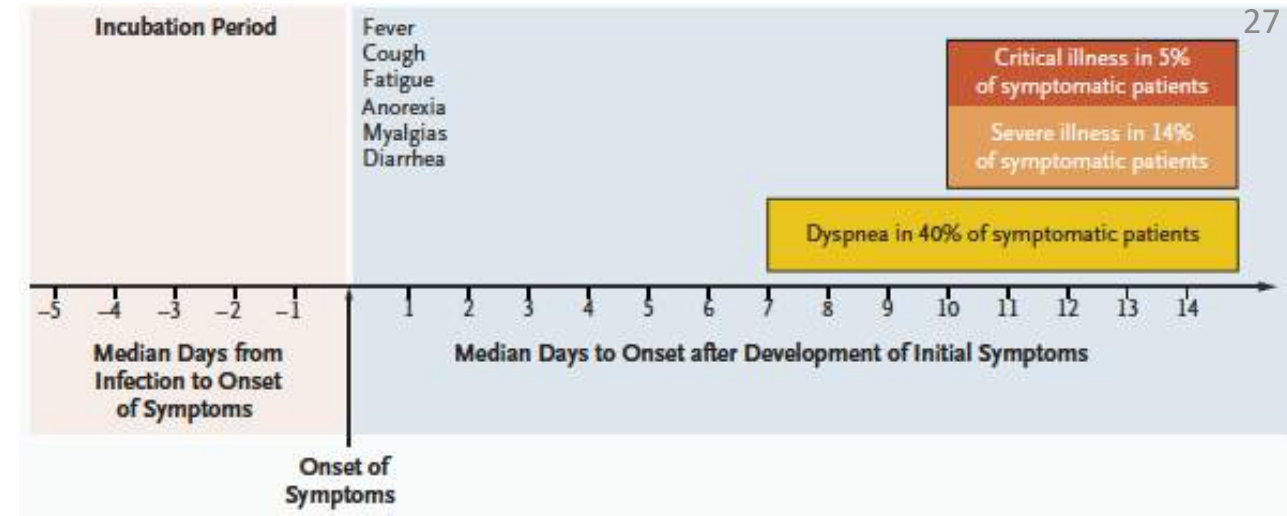 27
Incubation Period
Fever
Cough
Fatigue
Anorexia
Myalgias
Diarrhea
Critical illness in 5%
of symptomatic patients
Severe illness in 14%
of symptomatic patients
Dyspnea in 40% of symptomatic patients
–5 –4 –3 –2 –1 1 2 3 4 5 6 7 8 9 10 11 12 13 14
Median Days from
Infection to Onset
of Symptoms
Median Days to Onset after Development of Initial Symptoms
Onset of
Symptoms